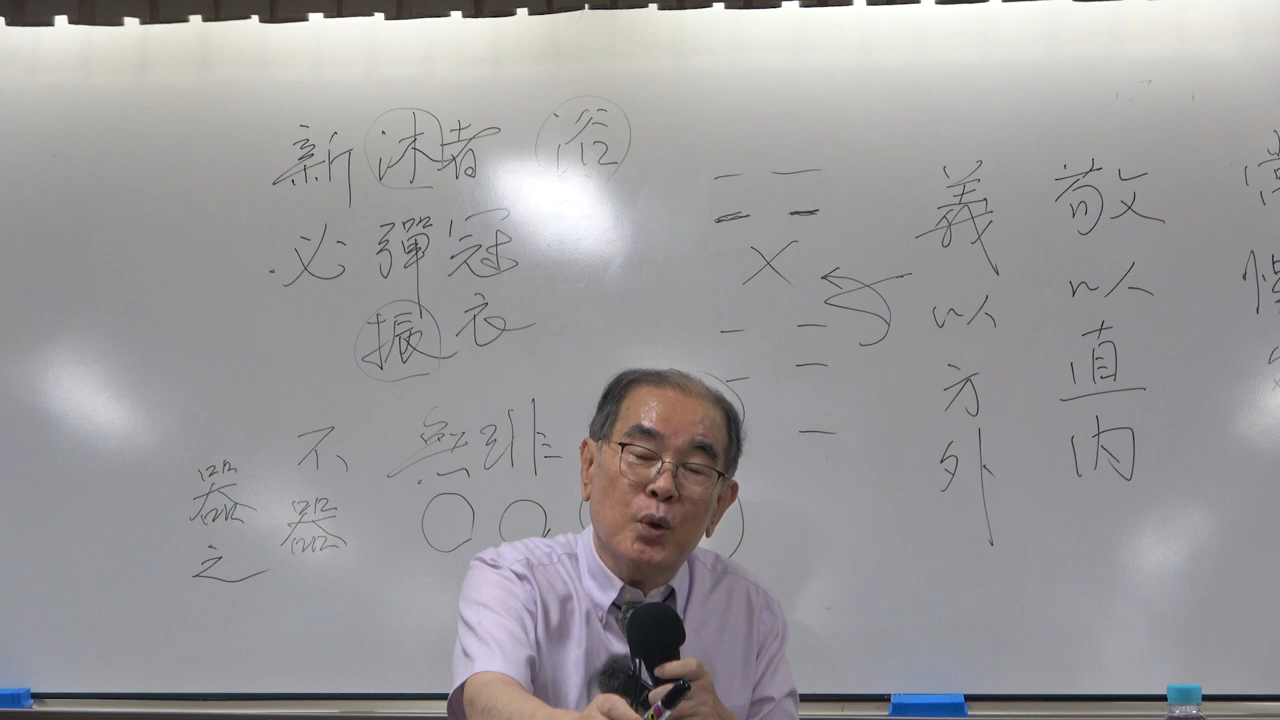 新沐者 浴
必彈冠
振衣
敬以直内
義以方外
無非
不器
器之